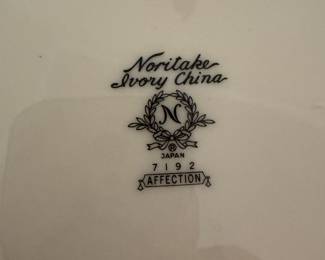 Noritake
Ivory China
N
®
JAPAN
7192
AFFECTION